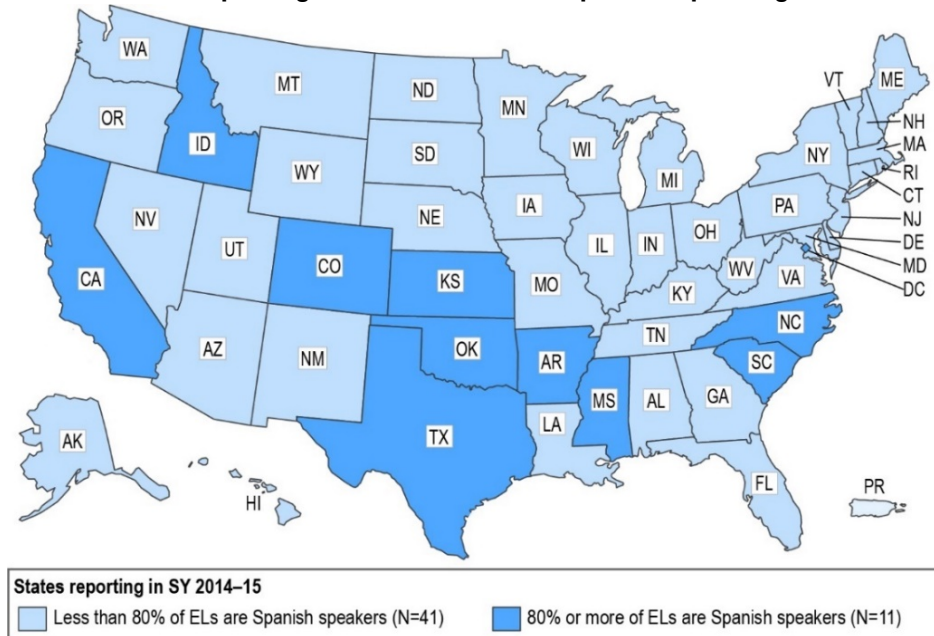 WA
MT
ND
MN
VT
ME
OR
ID
SD
WI
NY
NH
MA
WY
MI
RI
CT
NV
NE
IA
PA
NJ
UT
CO
IL
IN
OH
DE
MD
CA
KS
MO
WV
VA
DC
KY
AZ
NM
OK
AR
TN
NC
SC
TX
MS
AL
GA
LA
AK
HI
FL
PR
States reporting in SY 2014–15
Less than 80% of ELs are Spanish speakers (N=41)
80% or more of ELs are Spanish speakers (N=11)